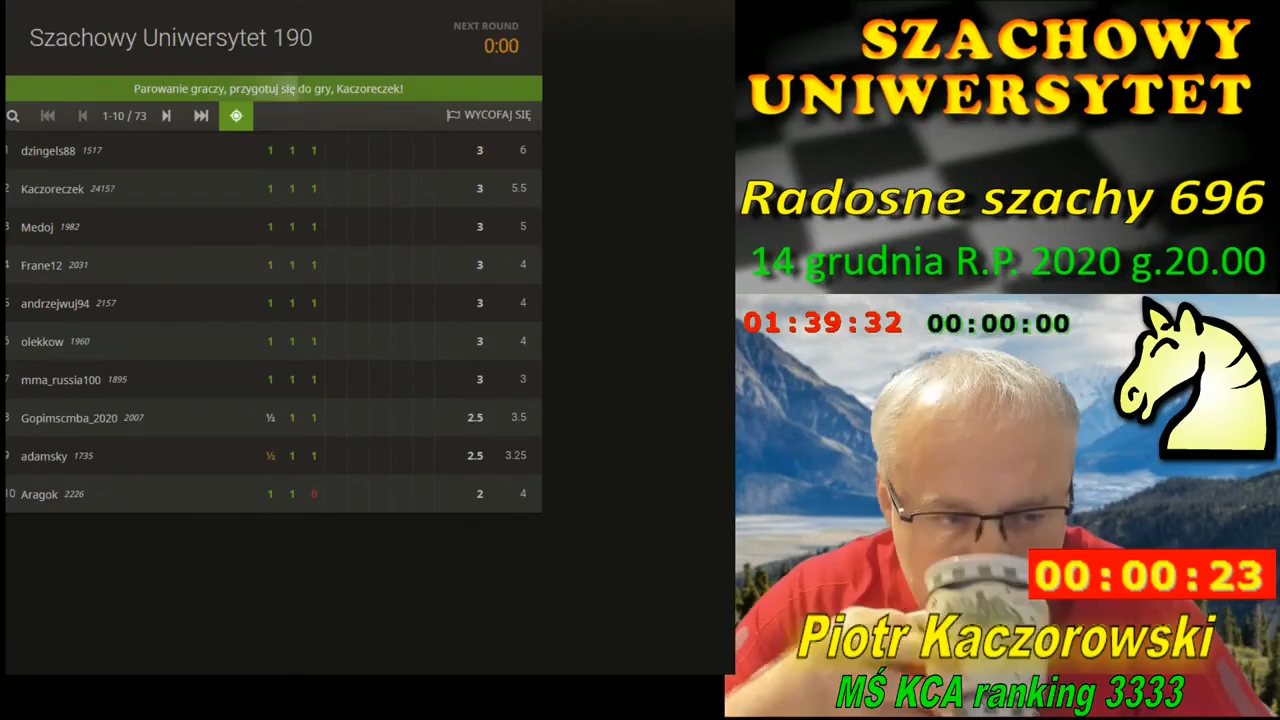 Szachowy Uniwersytet 190
NEXT ROUND
0:00
Parowanie graczy, przygotuj się do gry, Kaczoreczek!
1-10 / 73
WYCOFAJ SIĘ
1 dzingels88 1517 1 1 1 3 6
2 Kaczoreczek 2415? 1 1 1 3 5.5
3 Medoj 1982 1 1 1 3 5
4 Frane12 2031 1 1 1 3 4
5 andrzejwuj94 2157 1 1 1 3 4
6 olekkow 1960 1 1 1 3 4
7 mma_russia100 1895 1 1 1 3 3
8 Gopimscmba_2020 2007 ½ 1 1 2.5 3.5
9 adamsky 1735 ½ 1 1 2.5 3.25
10 Aragok 2226 1 1 0 2 4
SZACHOWY
UNIWERSYTET
Radosne szachy 696
14 grudnia R.P. 2020 g.20.00
01:39:32 00:00:00
00:00:23
Piotr Kaczorowski
MŚ KCA ranking 3333